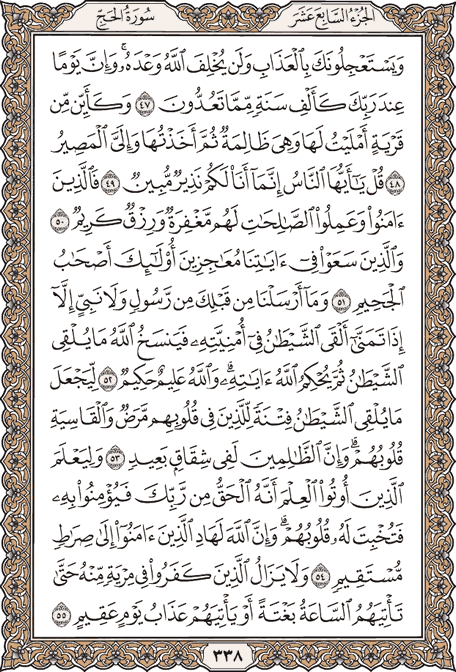 الجزء السابع عشر
سورة الحج
وَيَسْتَعْجِلُونَكَ بِالْعَذَابِ وَلَن يُخْلِفَ اللَّهُ وَعْدَهُۥ ۚ وَإِنَّ يَوْمًا
عِندَ رَبِّكَ كَأَلْفِ سَنَةٍ مِّمَّا تَعُدُّونَ ٤٧ وَكَأَيِّن مِّن
قَرْيَةٍ أَمْلَيْتُ لَهَا وَهِيَ ظَالِمَةٌ ثُمَّ أَخَذْتُهَا وَإِلَيَّ الْمَصِيرُ
٤٨ قُلْ يَٰٓأَيُّهَا النَّاسُ إِنَّمَآ أَنَا۠ لَكُمْ نَذِيرٌ مُّبِينٌ ٤٩ فَالَّذِينَ
ءَامَنُوا۟ وَعَمِلُوا۟ الصَّٰلِحَٰتِ لَهُم مَّغْفِرَةٌ وَرِزْقٌ كَرِيمٌ ٥٠
وَالَّذِينَ سَعَوْا۟ فِىٓ ءَايَٰتِنَا مُعَٰجِزِينَ أُو۟لَٰٓئِكَ أَصْحَٰبُ
الْجَحِيمِ ٥١ وَمَآ أَرْسَلْنَا مِن قَبْلِكَ مِن رَّسُولٍ وَلَا نَبِىٍّ إِلَّآ
إِذَا تَمَنَّىٰٓ أَلْقَى الشَّيْطَٰنُ فِىٓ أُمْنِيَّتِهِۦ فَيَنسَخُ اللَّهُ مَا يُلْقِى
الشَّيْطَٰنُ ثُمَّ يُحْكِمُ اللَّهُ ءَايَٰتِهِۦ ۗ وَاللَّهُ عَلِيمٌ حَكِيمٌ ٥٢ لِّيَجْعَلَ
مَا يُلْقِى الشَّيْطَٰنُ فِتْنَةً لِّلَّذِينَ فِى قُلُوبِهِم مَّرَضٌ وَالْقَاسِيَةِ
قُلُوبُهُمْ ۗ وَإِنَّ الظَّٰلِمِينَ لَفِى شِقَاقٍۭ بَعِيدٍ ٥٣ وَلِيَعْلَمَ
الَّذِينَ أُوتُوا۟ الْعِلْمَ أَنَّهُ الْحَقُّ مِن رَّبِّكَ فَيُؤْمِنُوا۟ بِهِۦ
فَتُخْبِتَ لَهُۥ قُلُوبُهُمْ ۗ وَإِنَّ اللَّهَ لَهَادِ الَّذِينَ ءَامَنُوٓا۟ إِلَىٰ صِرَٰطٍ
مُّسْتَقِيمٍ ٥٤ وَلَا يَزَالُ الَّذِينَ كَفَرُوا۟ فِى مِرْيَةٍ مِّنْهُ حَتَّىٰ
تَأْتِيَهُمُ السَّاعَةُ بَغْتَةً أَوْ يَأْتِيَهُمْ عَذَابُ يَوْمٍ عَقِيمٍ ٥٥
٣٣٨